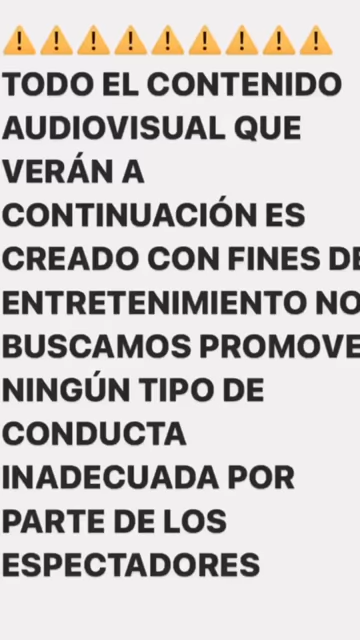 ⚠️⚠️⚠️⚠️⚠️⚠️⚠️⚠️⚠️
TODO EL CONTENIDO
AUDIOVISUAL QUE
VERÁN A
CONTINUACIÓN ES
CREADO CON FINES DE
ENTRETENIMIENTO NO
BUSCAMOS PROMOVE
NINGÚN TIPO DE
CONDUCTA
INADECUADA POR
PARTE DE LOS
ESPECTADORES